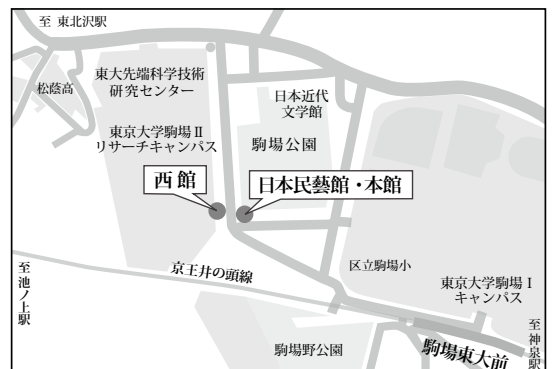 至 東北沢駅
松蔭高
東大先端科学技術
研究センター
日本近代
文学館
東京大学駒場Ⅱ
リサーチキャンパス
駒場公園
西館
日本民藝館・本館
至池ノ上駅
京王井の頭線
区立駒場小
東京大学駒場Ⅰ
キャンパス
駒場野公園
駒場東大前
至神泉駅